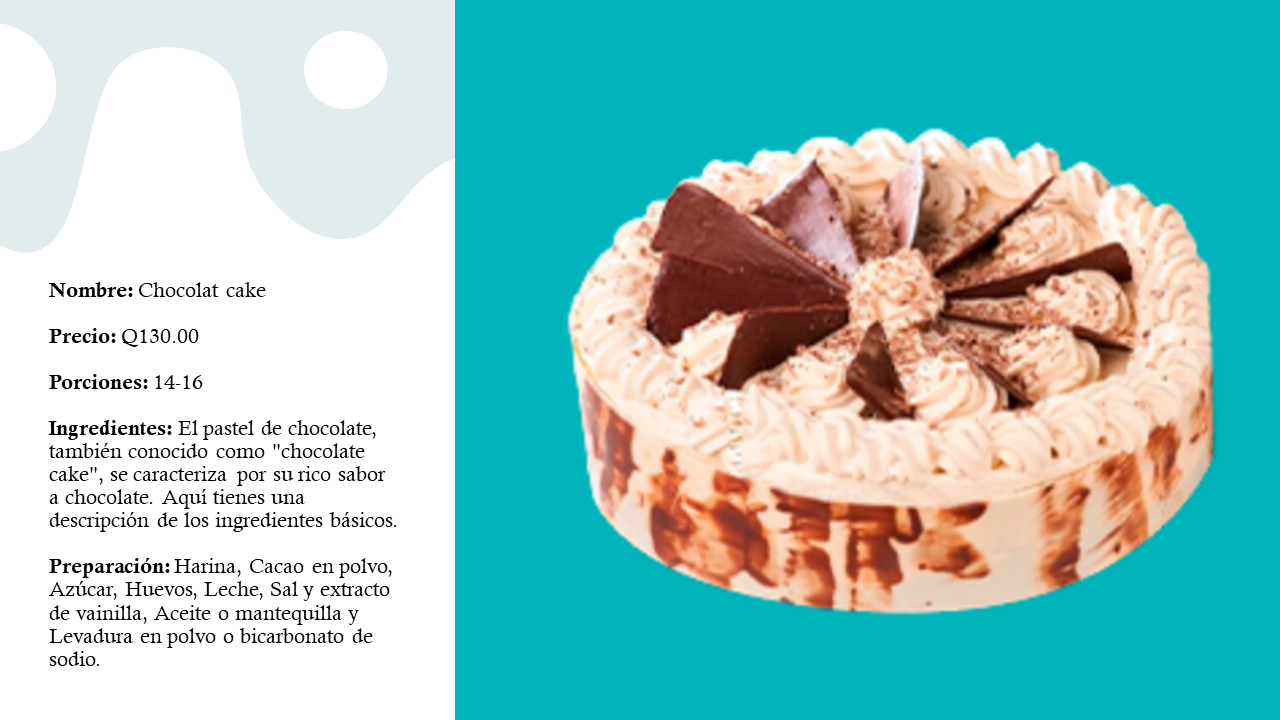 Nombre: Chocolat cake
Precio: Q130.00
Porciones: 14-16
Ingredientes: El pastel de chocolate,
también conocido como "chocolate
cake", se caracteriza por su rico sabor
a chocolate. Aquí tienes una
descripción de los ingredientes básicos.
Preparación: Harina, Cacao en polvo,
Azúcar, Huevos, Leche, Sal y extracto
de vainilla, Aceite o mantequilla y
Levadura en polvo o bicarbonato de
sodio.